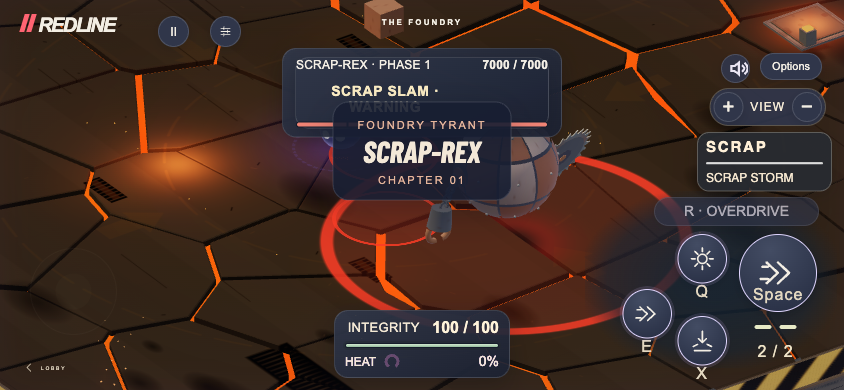 REDLINE
THE FOUNDRY
SCRAP-REX · PHASE 1 7000 / 7000
SCRAP SLAM ·
WARNING
FOUNDRY TYRANT
SCRAP-REX
CHAPTER 01
Options
+ VIEW −
SCRAP
SCRAP STORM
R · OVERDRIVE
Q
Space
E
2 / 2
X
INTEGRITY 100 / 100
HEAT 0%
LOBBY